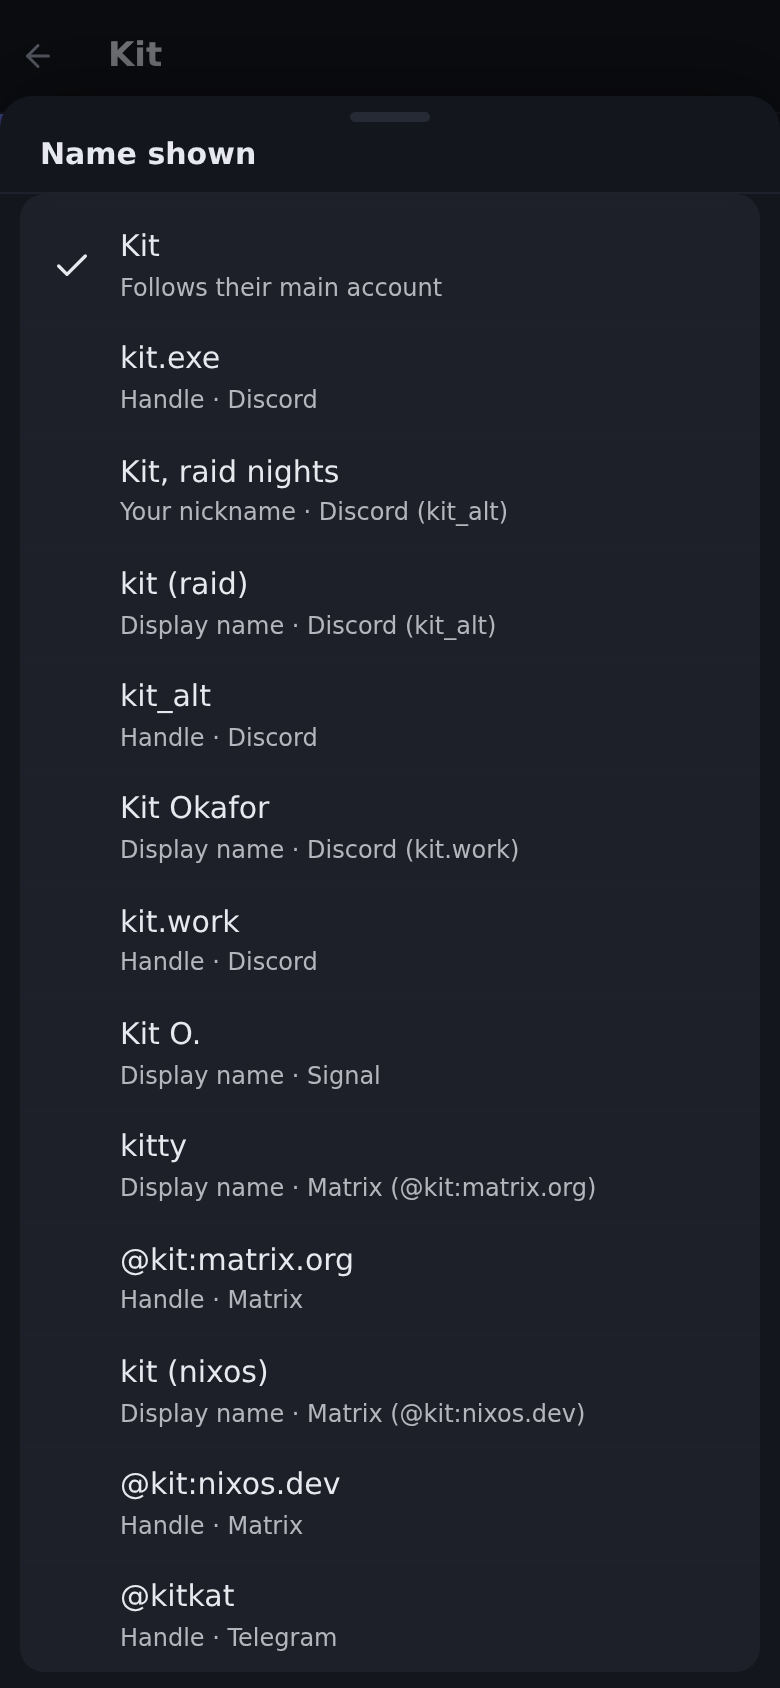 Kit
Name shown
Kit
Follows their main account
kit.exe
Handle · Discord
Kit, raid nights
Your nickname · Discord (kit_alt)
kit (raid)
Display name · Discord (kit_alt)
kit_alt
Handle · Discord
Kit Okafor
Display name · Discord (kit.work)
kit.work
Handle · Discord
Kit O.
Display name · Signal
kitty
Display name · Matrix (@kit:matrix.org)
@kit:matrix.org
Handle · Matrix
kit (nixos)
Display name · Matrix (@kit:nixos.dev)
@kit:nixos.dev
Handle · Matrix
@kitkat
Handle · Telegram